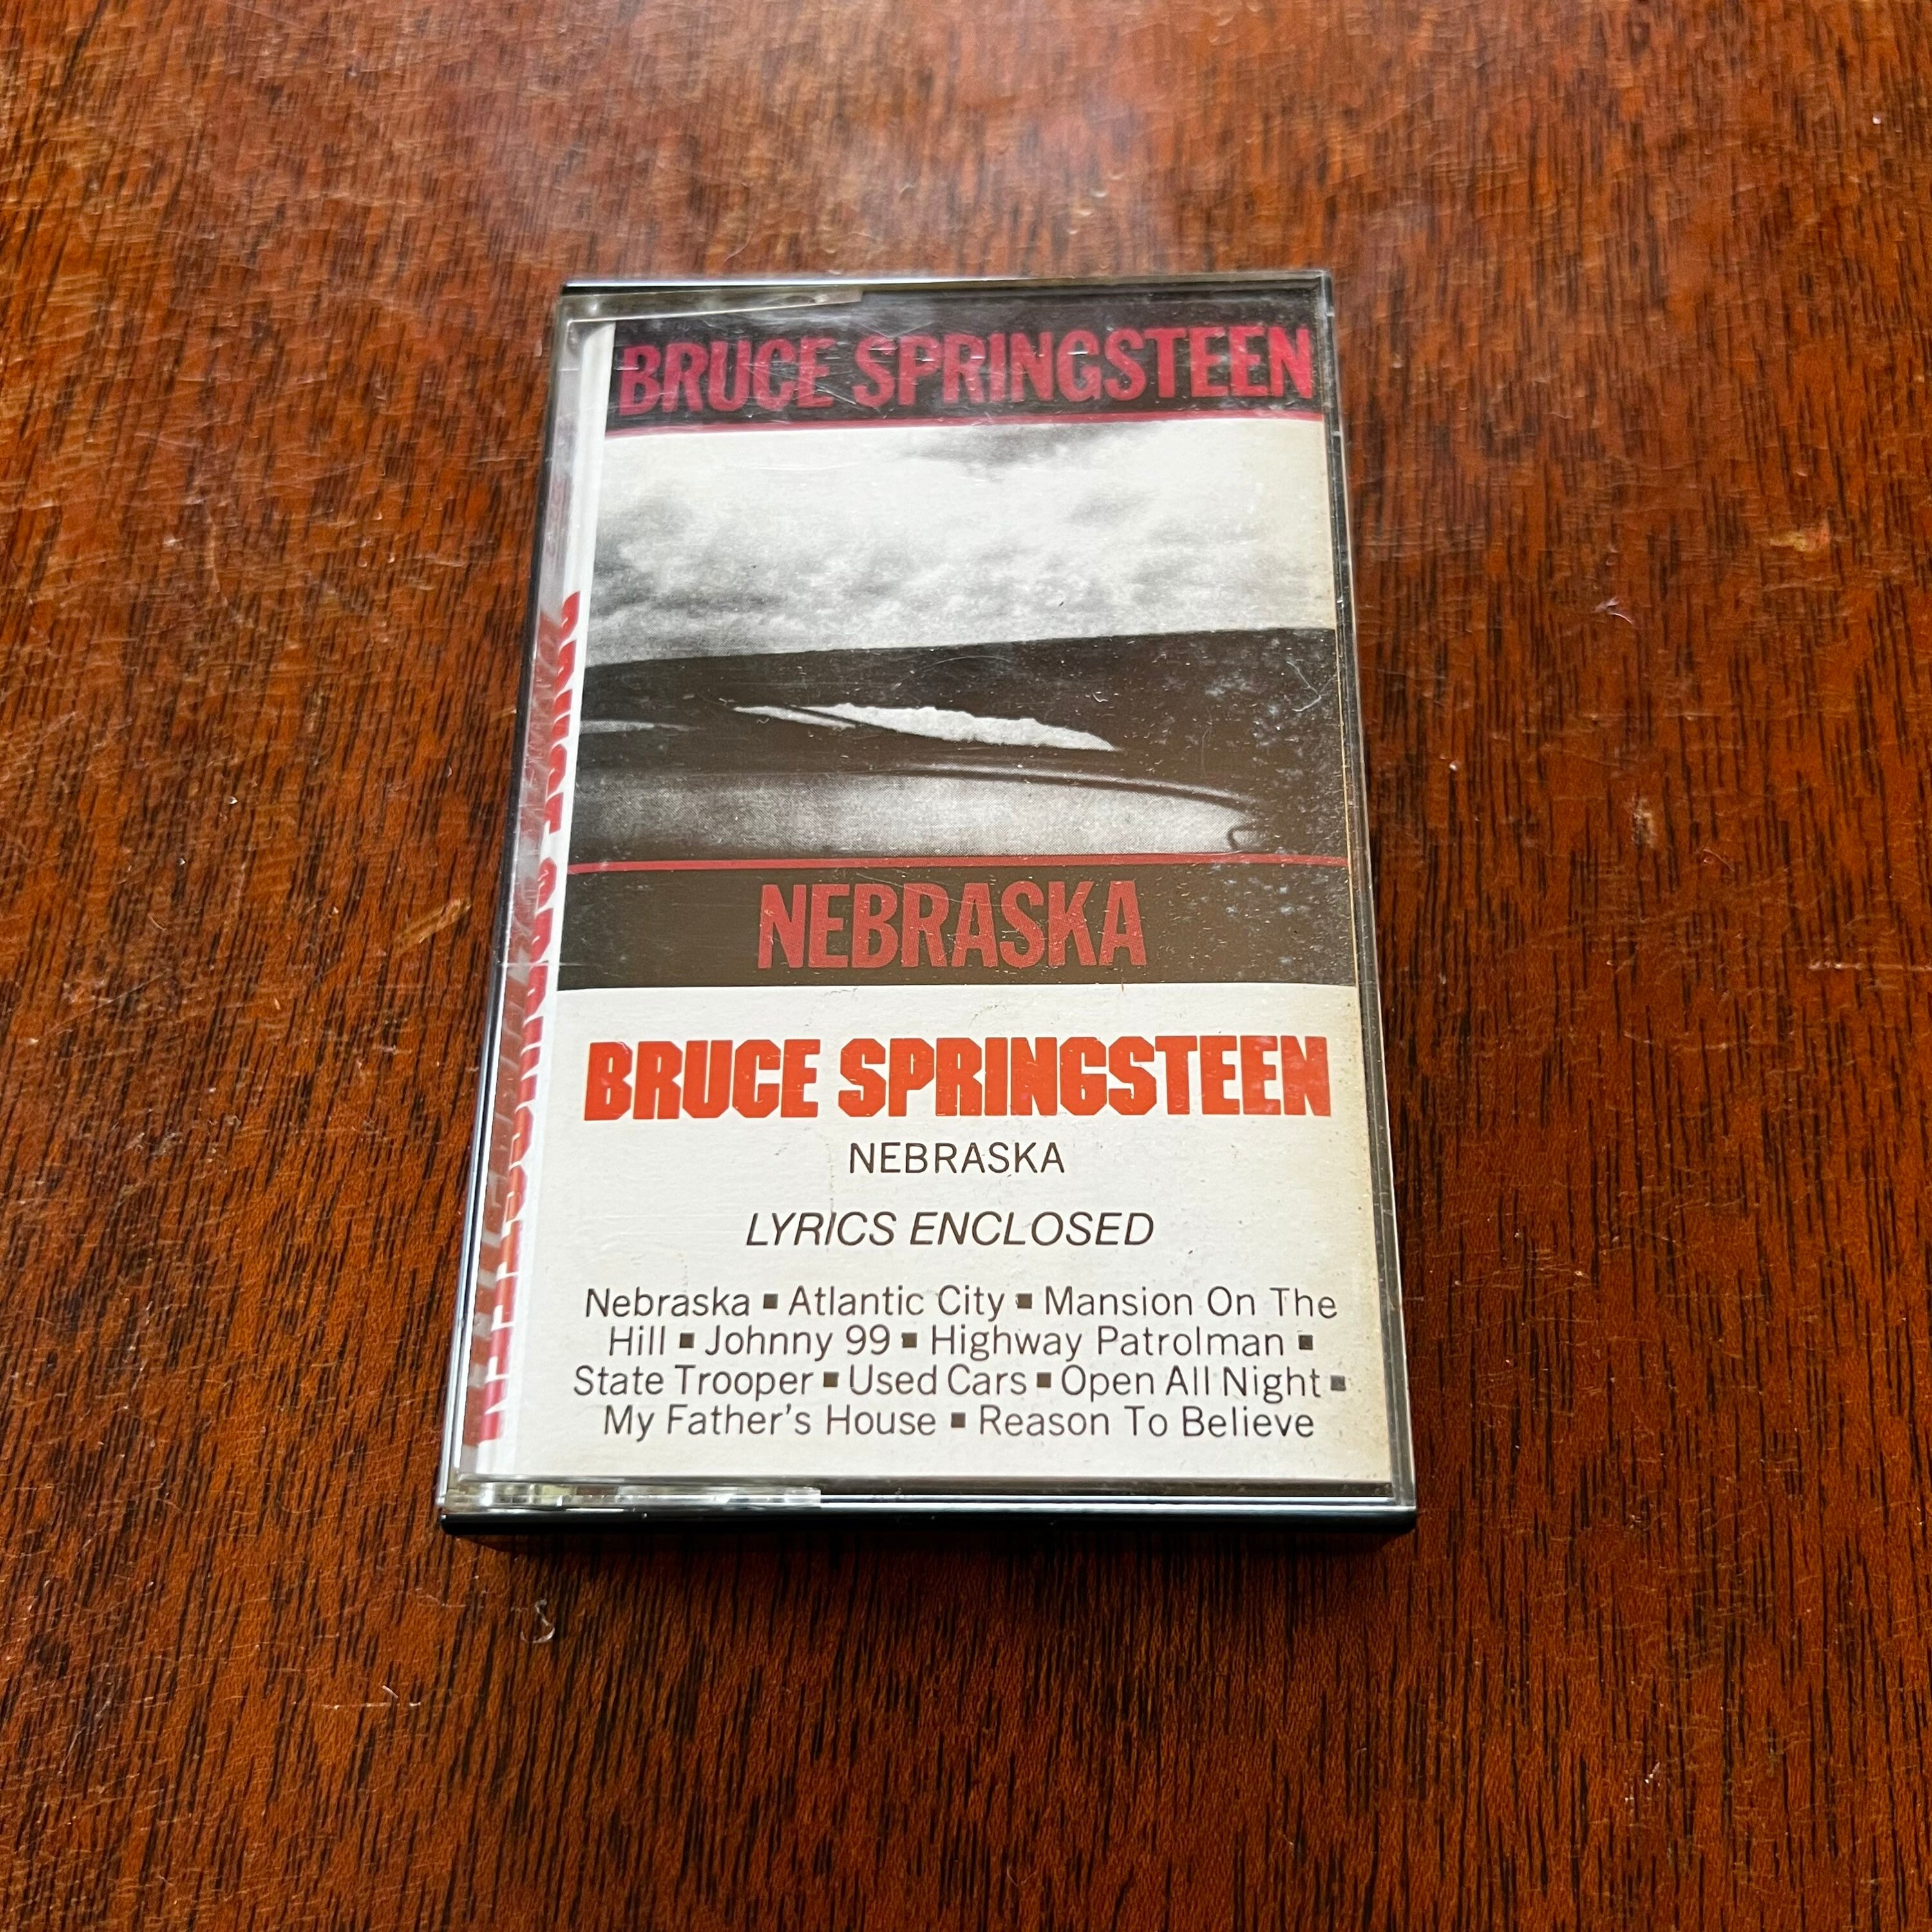 BRUCE SPRINGSTEEN
NEBRASKA
BRUCE SPRINGSTEEN
NEBRASKA
LYRICS ENCLOSED
Nebraska ▪ Atlantic City ▪ Mansion On The
Hill ▪ Johnny 99 ▪ Highway Patrolman ▪
State Trooper ▪ Used Cars ▪ Open All Night ▪
My Father's House ▪ Reason To Believe